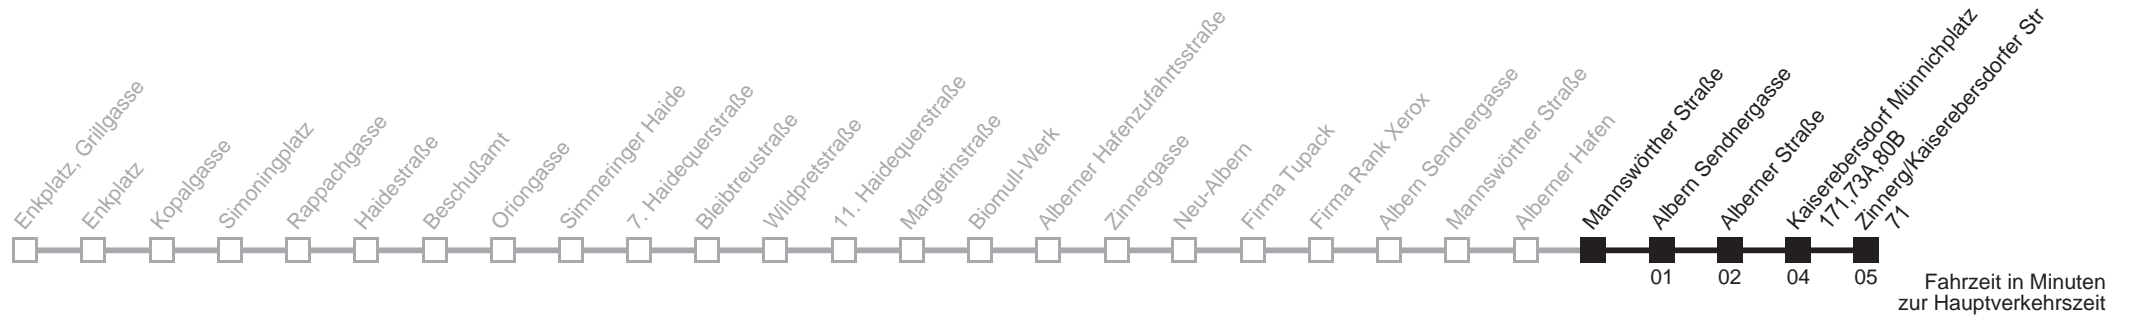 Enkplatz, Grillgasse
Enkplatz
Kopalgasse
Simoningplatz
Rappachgasse
Haidestraße
Beschußamt
Oriongasse
Simmeringer Haide
7. Haidequerstraße
Bleibtreustraße
Wildpretstraße
11. Haidequerstraße
Margetinstraße
Biomull-Werk
Alberner Hafenzufahrtsstraße
Zinnergasse
Neu-Albern
Firma Tupack
Firma Rank Xerox
Albern Sendnergasse
Mannswörther Straße
Alberner Hafen
Mannswörther Straße
Albern Sendnergasse
Alberner Straße
Kaiserebersdorf Münnichplatz
171,73A,80B
Zinnerg/Kaiserebersdorfer Str
71
01 02 04 05
Fahrzeit in Minuten
zur Hauptverkehrszeit